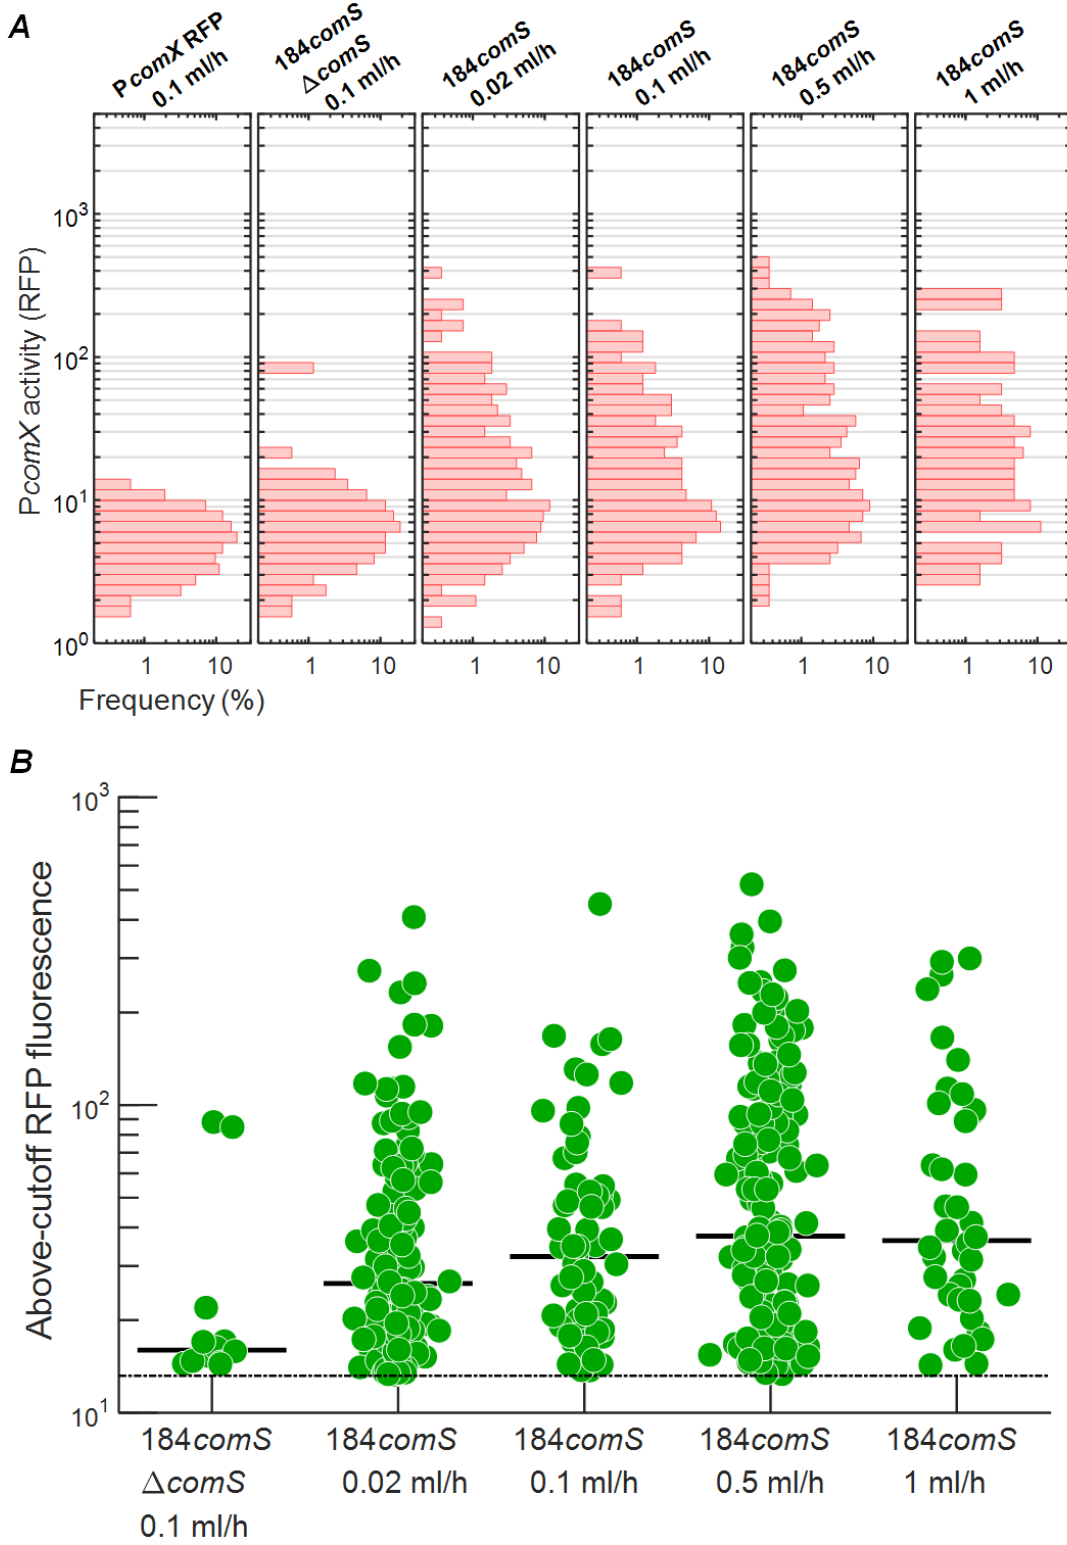 A
PcomX RFP
0.1 ml/h
184comS
ΔcomS
0.1 ml/h
184comS
0.02 ml/h
184comS
0.1 ml/h
184comS
0.5 ml/h
184comS
1 ml/h
PcomX activity (RFP)
10³
10²
10¹
10⁰
1 10 1 10 1 10 1 10 1 10 1 10
Frequency (%)
B
Above-cutoff RFP fluorescence
10³
10²
10¹
184comS 184comS 184comS 184comS 184comS
ΔcomS 0.02 ml/h 0.1 ml/h 0.5 ml/h 1 ml/h
0.1 ml/h